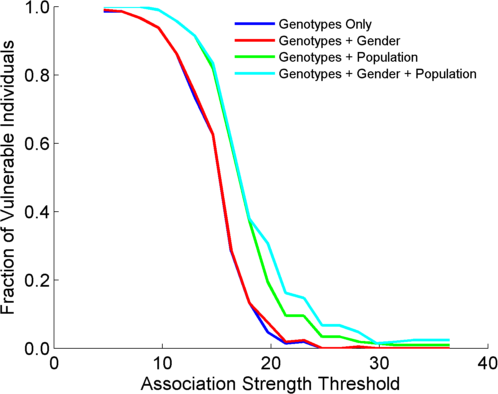 Genotypes Only
Genotypes + Gender
Genotypes + Population
Genotypes + Gender + Population
Fraction of Vulnerable Individuals
1.0
0.8
0.6
0.4
0.2
0.0
0 10 20 30 40
Association Strength Threshold